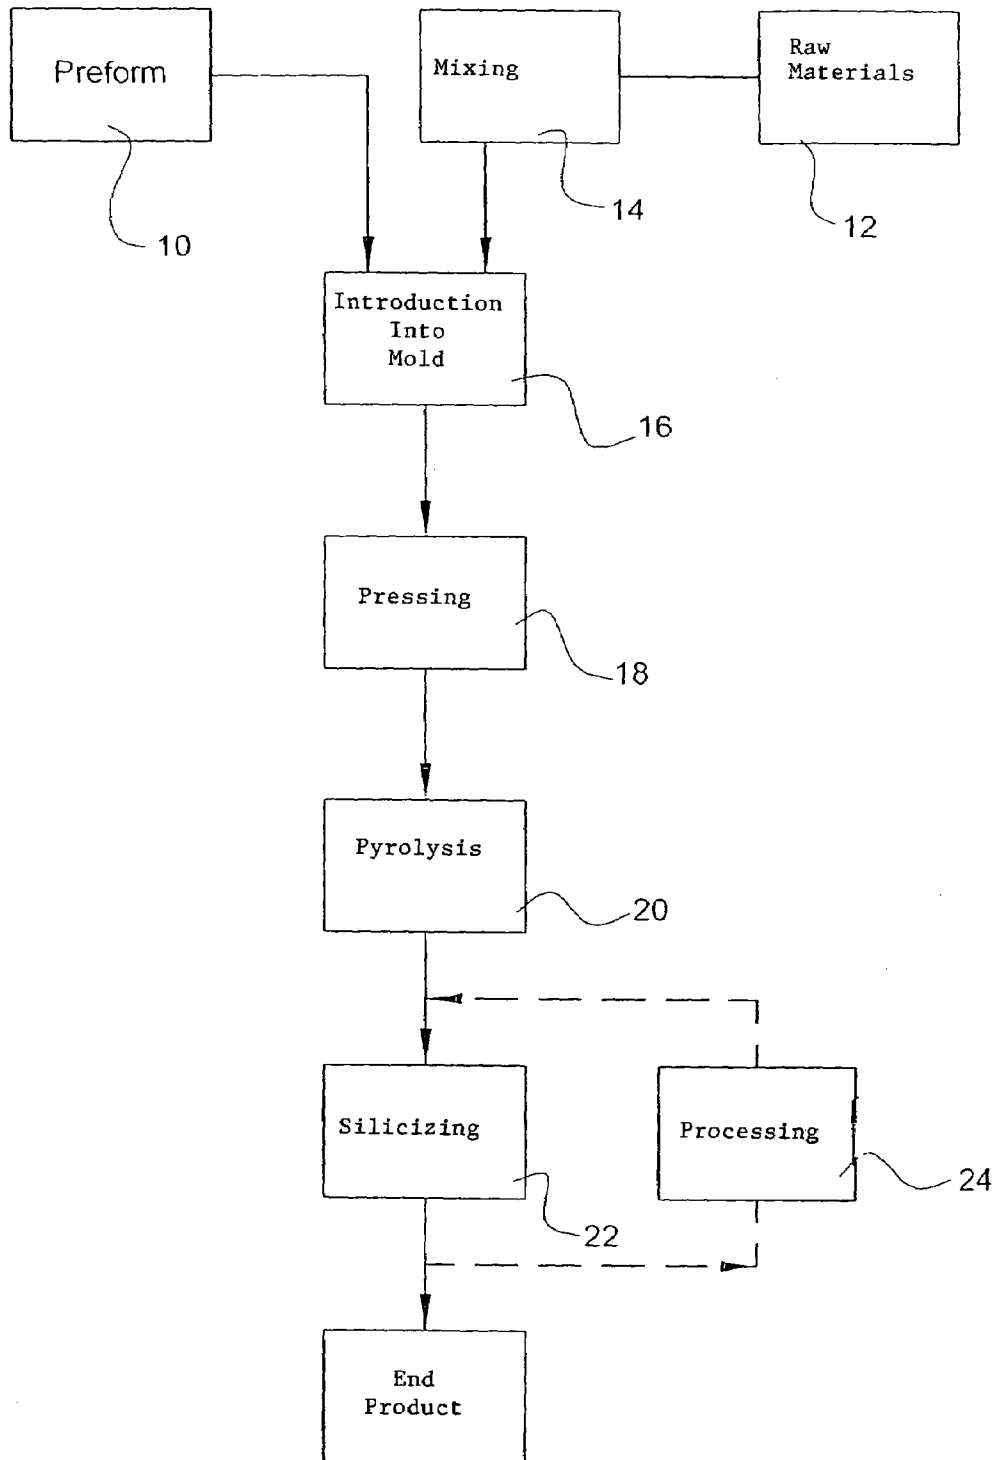 Preform
Mixing
Raw
Materials
10
14
12
Introduction
Into
Mold
16
Pressing
18
Pyrolysis
20
Silicizing
22
Processing
24
End
Product